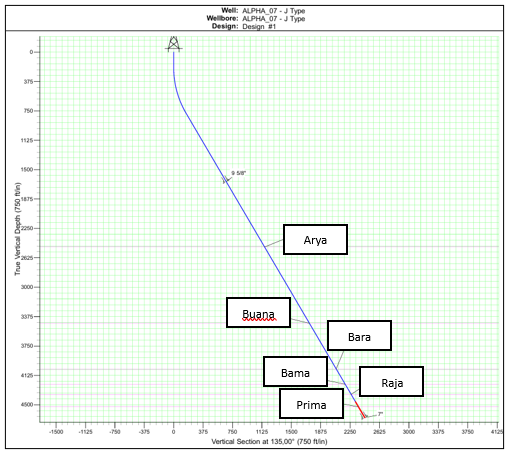 Well: ALPHA_07 - J Type
Wellbore: ALPHA_07 - J Type
Design: Design #1
True Vertical Depth (750 ft/in)
0
375
750
1125
1500
1875
2250
2625
3000
3375
3750
4125
4500
9 5/8"
Arya
Buana
Bara
Bama
Raja
Prima
7"
-1500 -1125 -750 -375 0 375 750 1125 1500 1875 2250 2625 3000 3375 3750 4125
Vertical Section at 135,00° (750 ft/in)